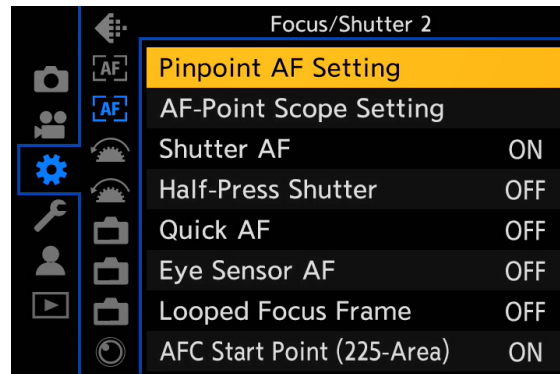 Focus/Shutter 2
AF
Pinpoint AF Setting
AF
AF-Point Scope Setting
Shutter AF ON
Half-Press Shutter OFF
Quick AF OFF
Eye Sensor AF OFF
Looped Focus Frame OFF
AFC Start Point (225-Area) ON